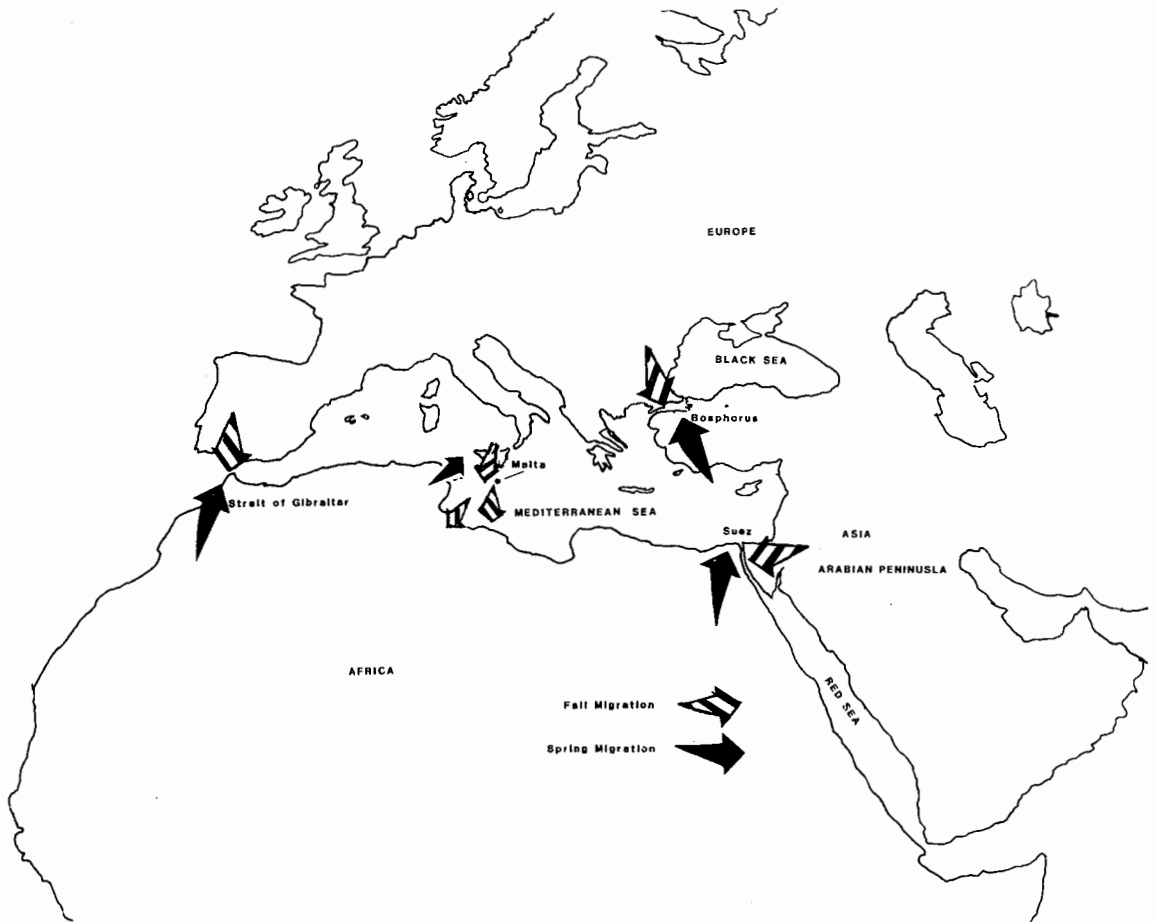 EUROPE
BLACK SEA
Bosphorus
Malta
Strait of Gibraltar
MEDITERRANEAN SEA
Suez
ASIA
ARABIAN PENINUSLA
AFRICA
RED SEA
Fall Migration
Spring Migration